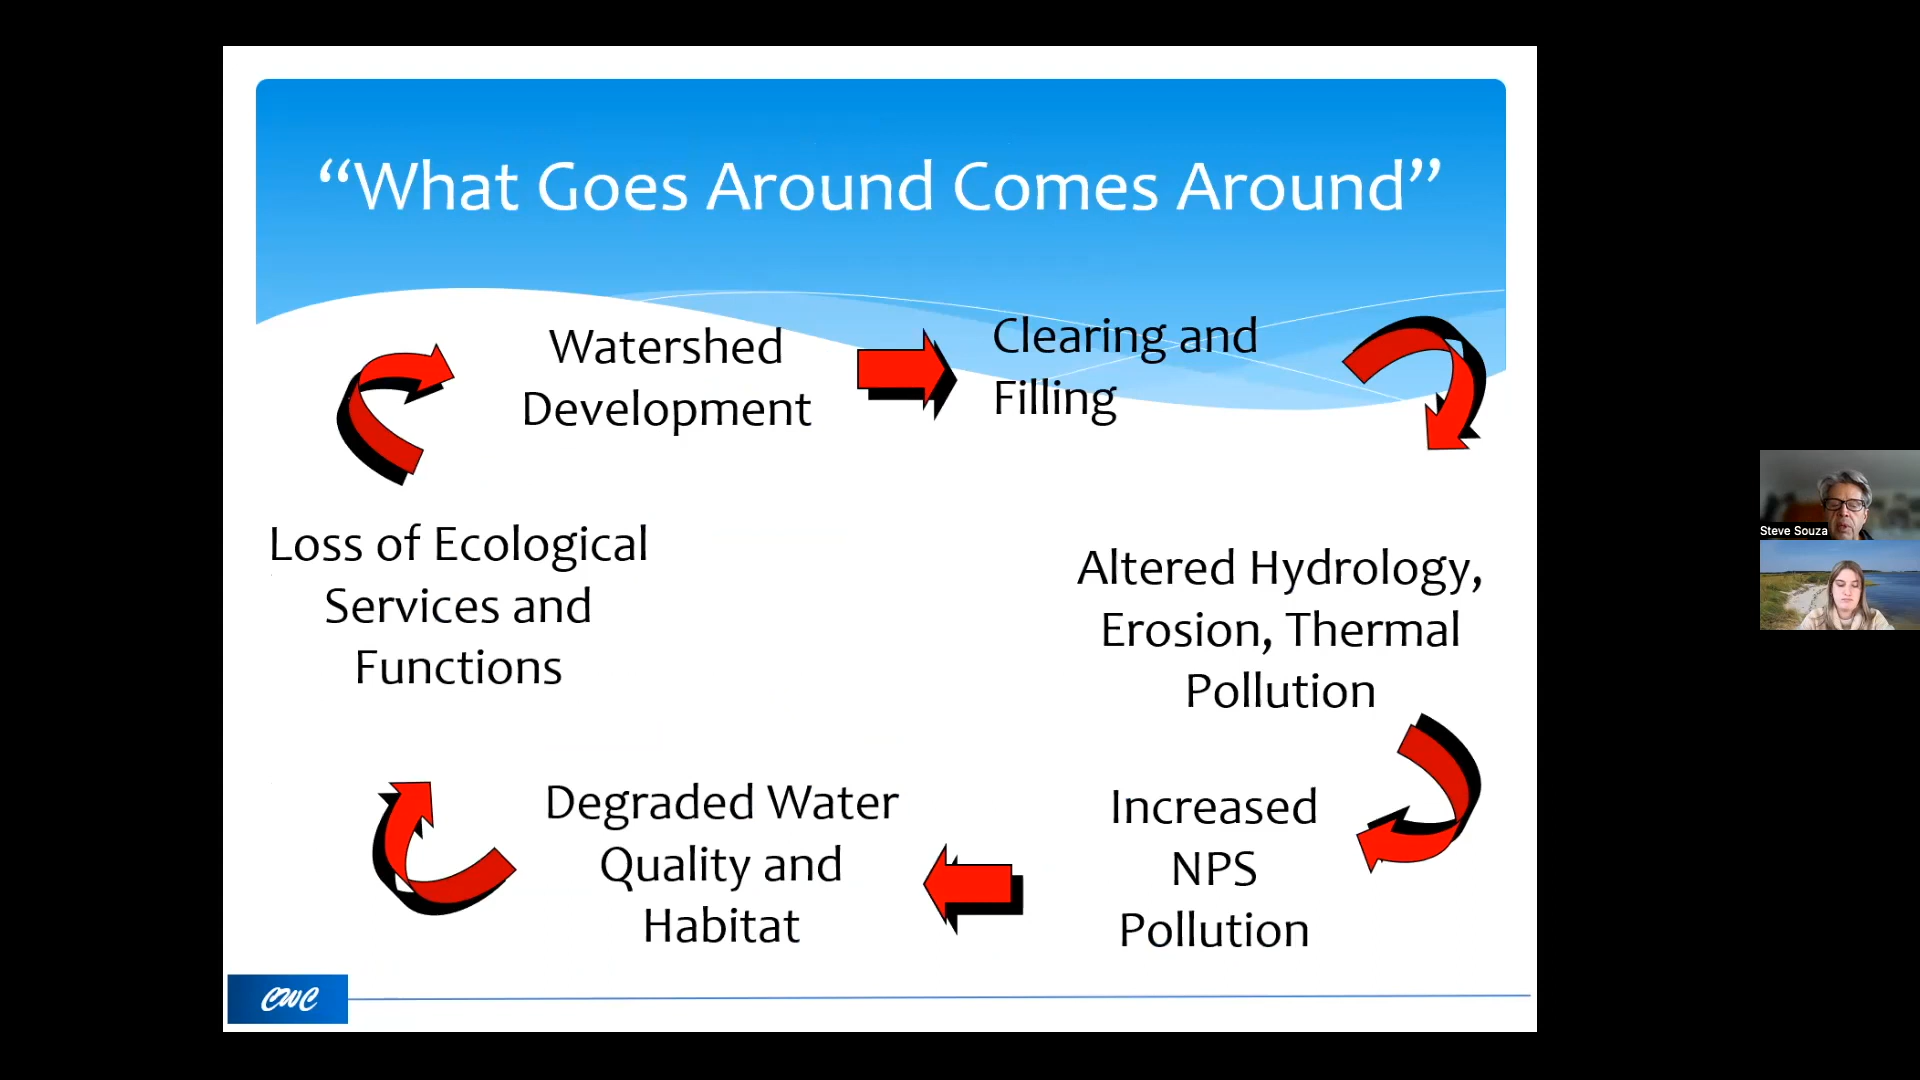 “What Goes Around Comes Around”
Watershed
Development
Clearing and
Filling
Altered Hydrology,
Erosion, Thermal
Pollution
Increased
NPS
Pollution
Degraded Water
Quality and
Habitat
Loss of Ecological
Services and
Functions
CWC
Steve Souza